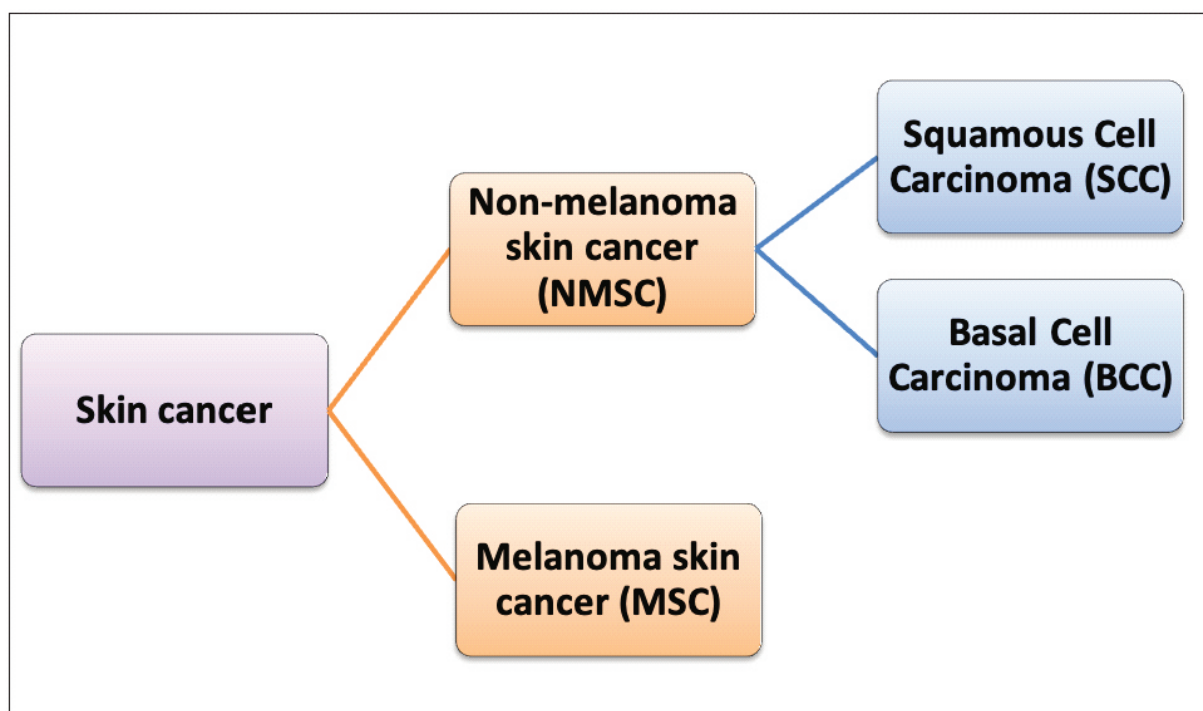 Skin cancer
Non-melanoma
skin cancer
(NMSC)
Melanoma skin
cancer (MSC)
Squamous Cell
Carcinoma (SCC)
Basal Cell
Carcinoma (BCC)